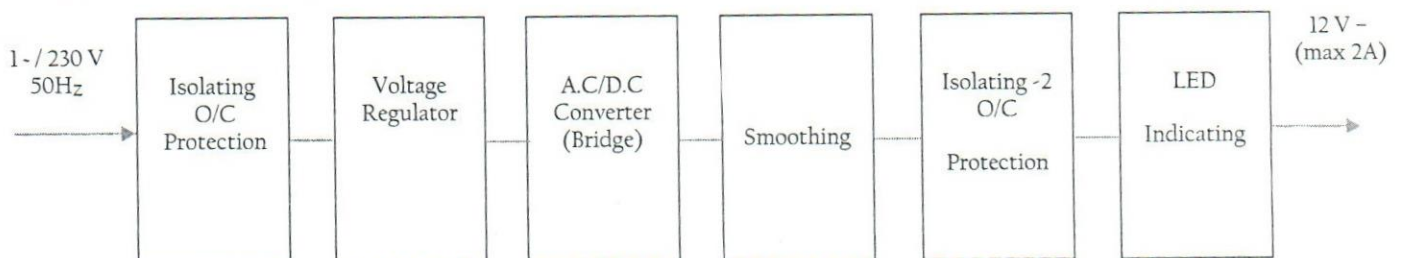 1~/ 230 V
50Hz
Isolating
O/C
Protection
Voltage
Regulator
A.C/D.C
Converter
(Bridge)
Smoothing
Isolating -2
O/C
Protection
LED
Indicating
12 V –
(max 2A)